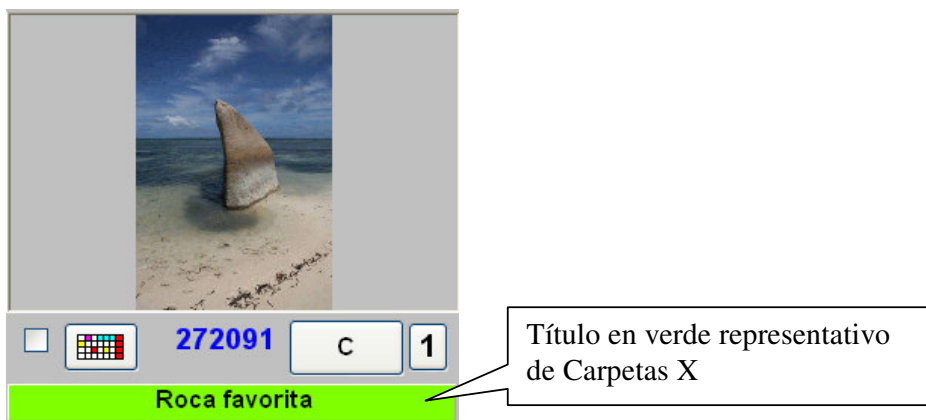 272091 C 1
Roca favorita
Título en verde representativo
de Carpetas X